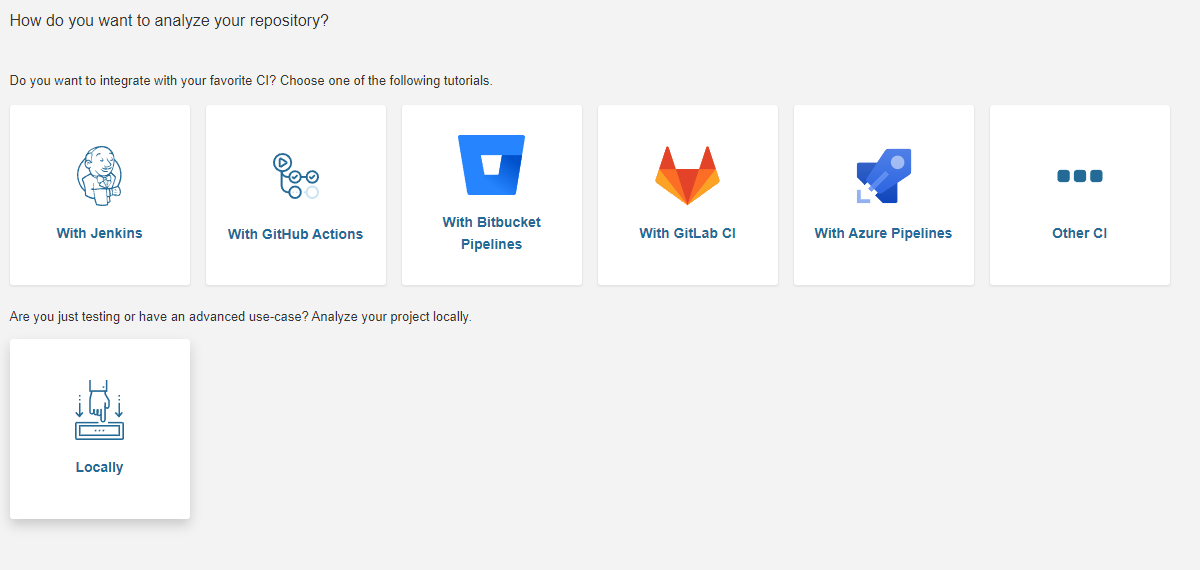 How do you want to analyze your repository?
Do you want to integrate with your favorite CI? Choose one of the following tutorials.
With Jenkins
With GitHub Actions
With Bitbucket
Pipelines
With GitLab CI
With Azure Pipelines
Other CI
Are you just testing or have an advanced use-case? Analyze your project locally.
Locally